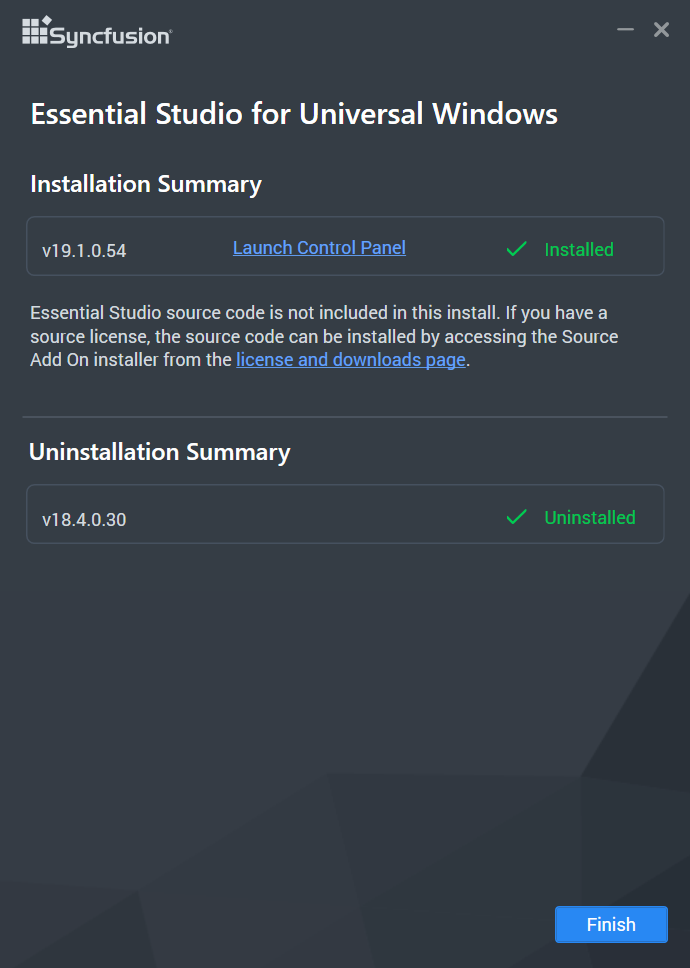 Syncfusion
Essential Studio for Universal Windows
Installation Summary
v19.1.0.54 Launch Control Panel Installed
Essential Studio source code is not included in this install. If you have a
source license, the source code can be installed by accessing the Source
Add On installer from the license and downloads page.
Uninstallation Summary
v18.4.0.30 Uninstalled
Finish